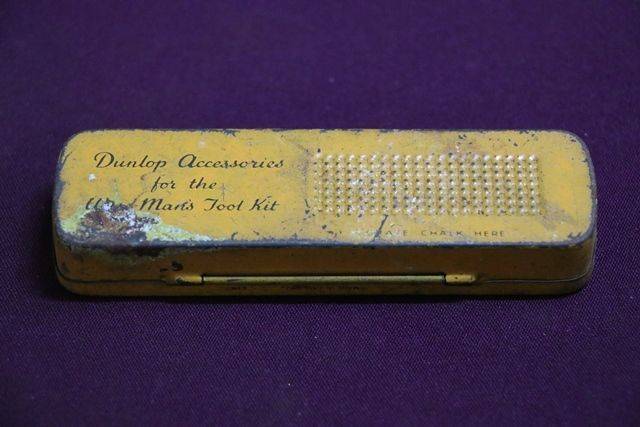 Dunlop Accessories
for the
Man's Tool Kit
CHALK HERE